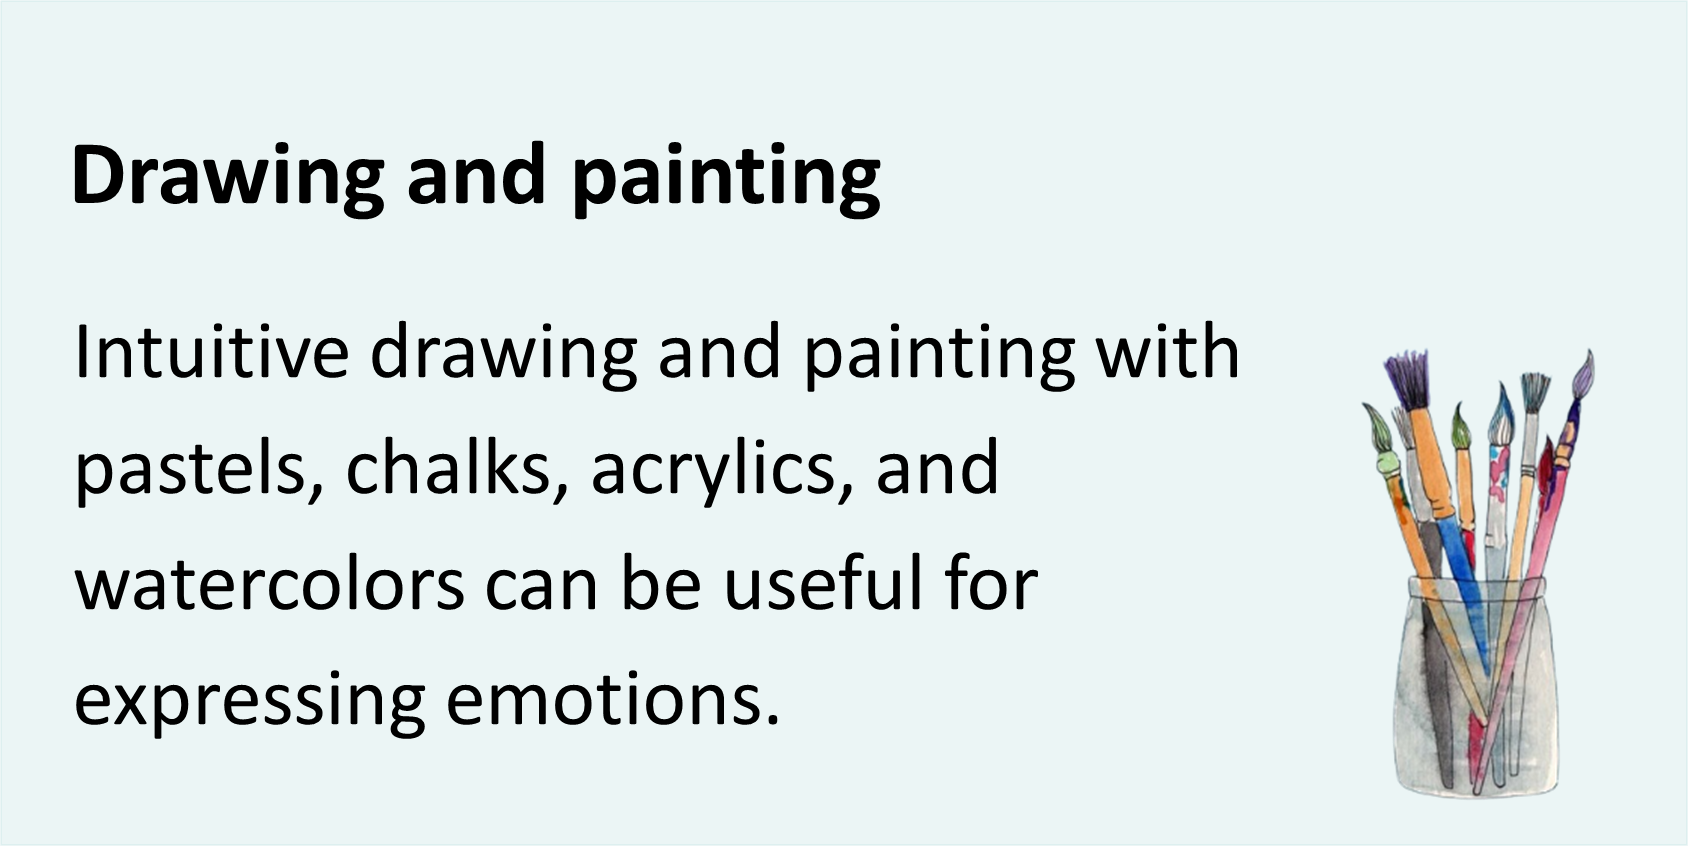 Drawing and painting
Intuitive drawing and painting with
pastels, chalks, acrylics, and
watercolors can be useful for
expressing emotions.